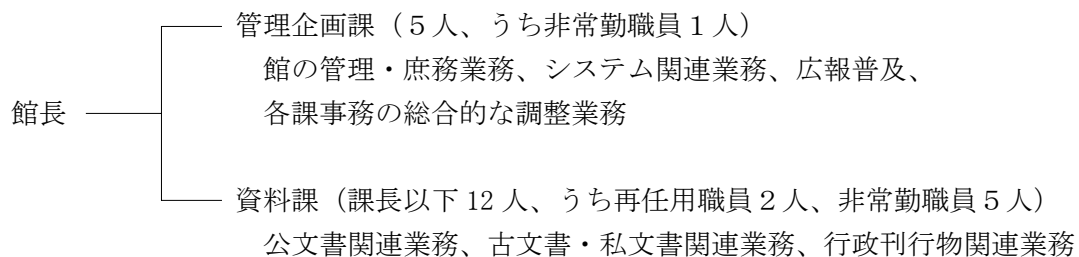 管理企画課（５人、うち非常勤職員１人）
館の管理・庶務業務、システム関連業務、広報普及、
館長
各課事務の総合的な調整業務
資料課（課長以下 12 人、うち再任用職員２人、非常勤職員５人）
公文書関連業務、古文書・私文書関連業務、行政刊行物関連業務